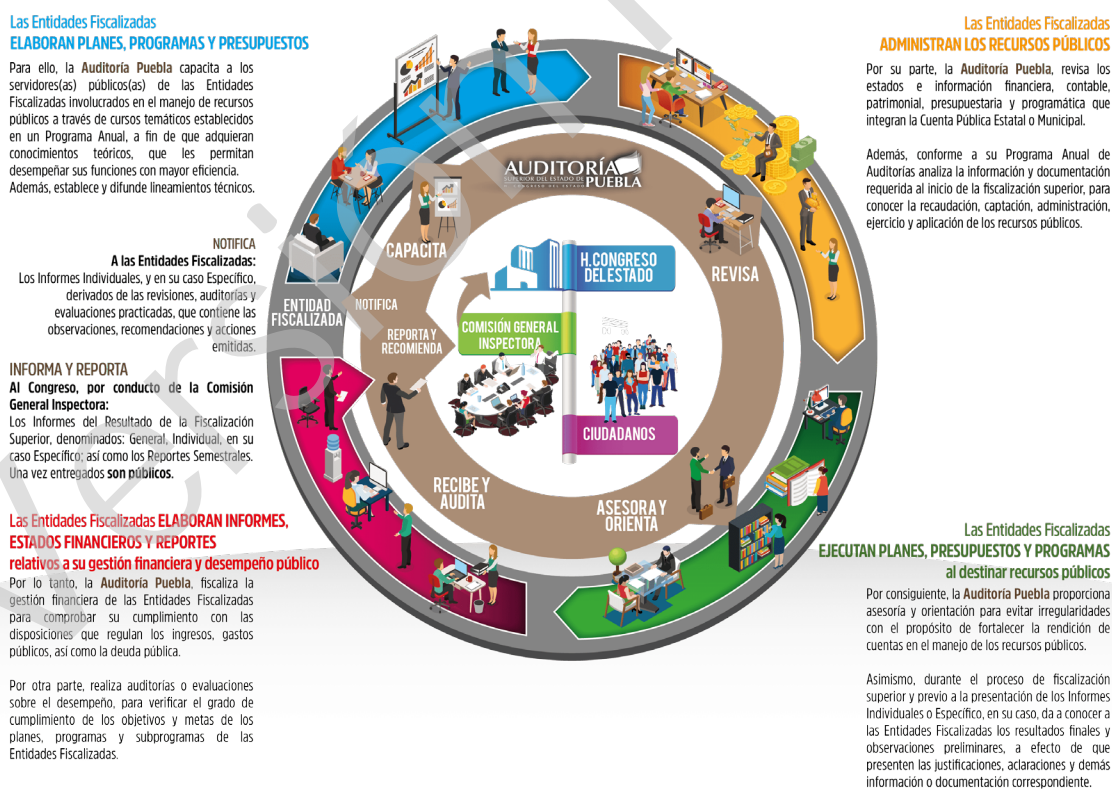 Las Entidades Fiscalizadas
ELABORAN PLANES, PROGRAMAS Y PRESUPUESTOS
Para ello, la Auditoría Puebla capacita a los
servidores(as) públicos(as) de las Entidades
Fiscalizadas involucrados en el manejo de recursos
públicos a través de cursos temáticos establecidos
en un Programa Anual, a fin de que adquieran
conocimientos teóricos, que les permitan
desempeñar sus funciones con mayor eficiencia.
Además, establece y difunde lineamientos técnicos.
NOTIFICA
A las Entidades Fiscalizadas:
Los Informes Individuales, y en su caso Específico,
derivados de las revisiones, auditorías y
evaluaciones practicadas, que contiene las
observaciones, recomendaciones y acciones
emitidas.
INFORMA Y REPORTA
Al Congreso, por conducto de la Comisión
General Inspectora:
Los Informes del Resultado de la Fiscalización
Superior, denominados: General, Individual, en su
caso Específico; así como los Reportes Semestrales.
Una vez entregados son públicos.
Las Entidades Fiscalizadas ELABORAN INFORMES,
ESTADOS FINANCIEROS Y REPORTES
relativos a su gestión financiera y desempeño público
Por lo tanto, la Auditoría Puebla, fiscaliza la
gestión financiera de las Entidades Fiscalizadas
para comprobar su cumplimiento con las
disposiciones que regulan los ingresos, gastos
públicos, así como la deuda pública.
Por otra parte, realiza auditorías o evaluaciones
sobre el desempeño, para verificar el grado de
cumplimiento de los objetivos y metas de los
planes, programas y subprogramas de las
Entidades Fiscalizadas.
AUDITORÍA
SUPERIOR DEL ESTADO DE PUEBLA
H. CONGRESO DEL ESTADO
CAPACITA
REVISA
ENTIDAD
FISCALIZADA
NOTIFICA
REPORTA Y
RECOMIENDA
H. CONGRESO
DEL ESTADO
COMISIÓN GENERAL
INSPECTORA
CIUDADANOS
RECIBE Y
AUDITA
ASESORA Y
ORIENTA
Las Entidades Fiscalizadas
ADMINISTRAN LOS RECURSOS PÚBLICOS
Por su parte, la Auditoría Puebla, revisa los
estados e información financiera, contable,
patrimonial, presupuestaria y programática que
integran la Cuenta Pública Estatal o Municipal.
Además, conforme a su Programa Anual de
Auditorías analiza la información y documentación
requerida al inicio de la fiscalización superior, para
conocer la recaudación, captación, administración,
ejercicio y aplicación de los recursos públicos.
Las Entidades Fiscalizadas
EJECUTAN PLANES, PRESUPUESTOS Y PROGRAMAS
al destinar recursos públicos
Por consiguiente, la Auditoría Puebla proporciona
asesoría y orientación para evitar irregularidades
con el propósito de fortalecer la rendición de
cuentas en el manejo de los recursos públicos.
Asimismo, durante el proceso de fiscalización
superior y previo a la presentación de los Informes
Individuales o Específico, en su caso, da a conocer a
las Entidades Fiscalizadas los resultados finales y
observaciones preliminares, a efecto de que
presenten las justificaciones, aclaraciones y demás
información o documentación correspondiente.
Versión